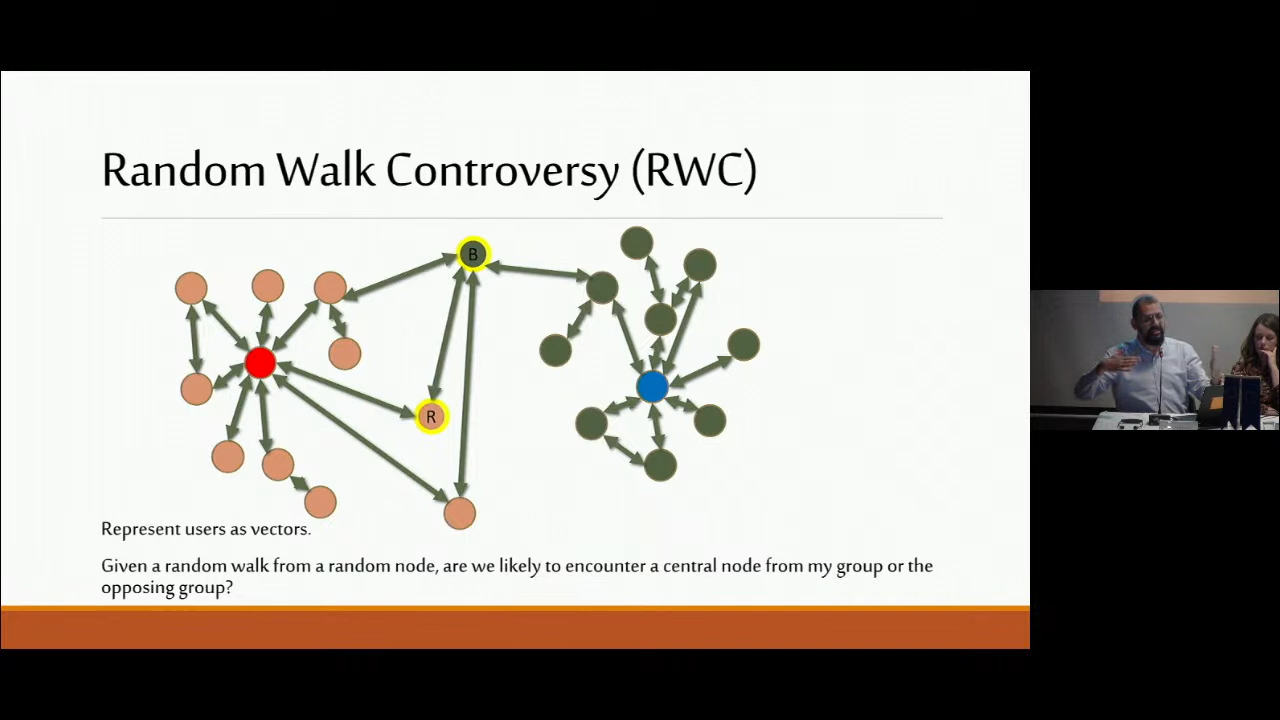 Random Walk Controversy (RWC)
B
R
Represent users as vectors.
Given a random walk from a random node, are we likely to encounter a central node from my group or the
opposing group?